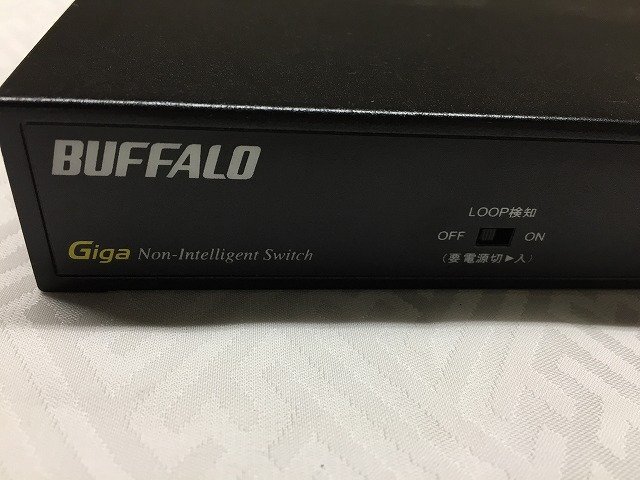 BUFFALO
Giga Non-Intelligent Switch
LOOP検知
OFF ON
(要電源切▶入)